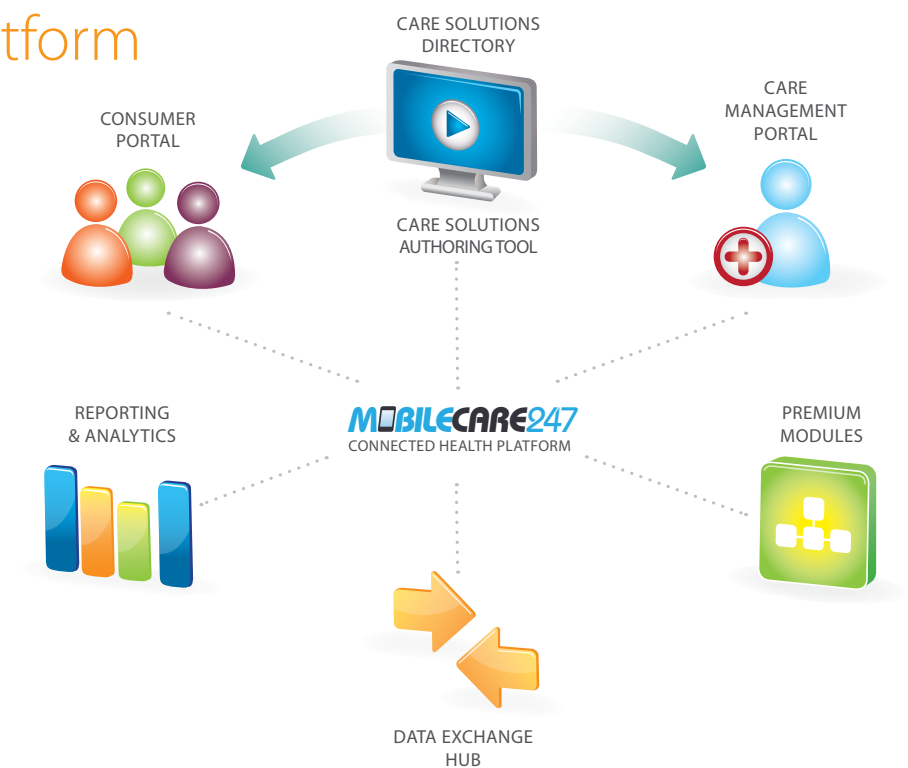 tform
CARE SOLUTIONS
DIRECTORY
CONSUMER
PORTAL
CARE
MANAGEMENT
PORTAL
CARE SOLUTIONS
AUTHORING TOOL
REPORTING
& ANALYTICS
MOBILECARE247
CONNECTED HEALTH PLATFORM
PREMIUM
MODULES
DATA EXCHANGE
HUB